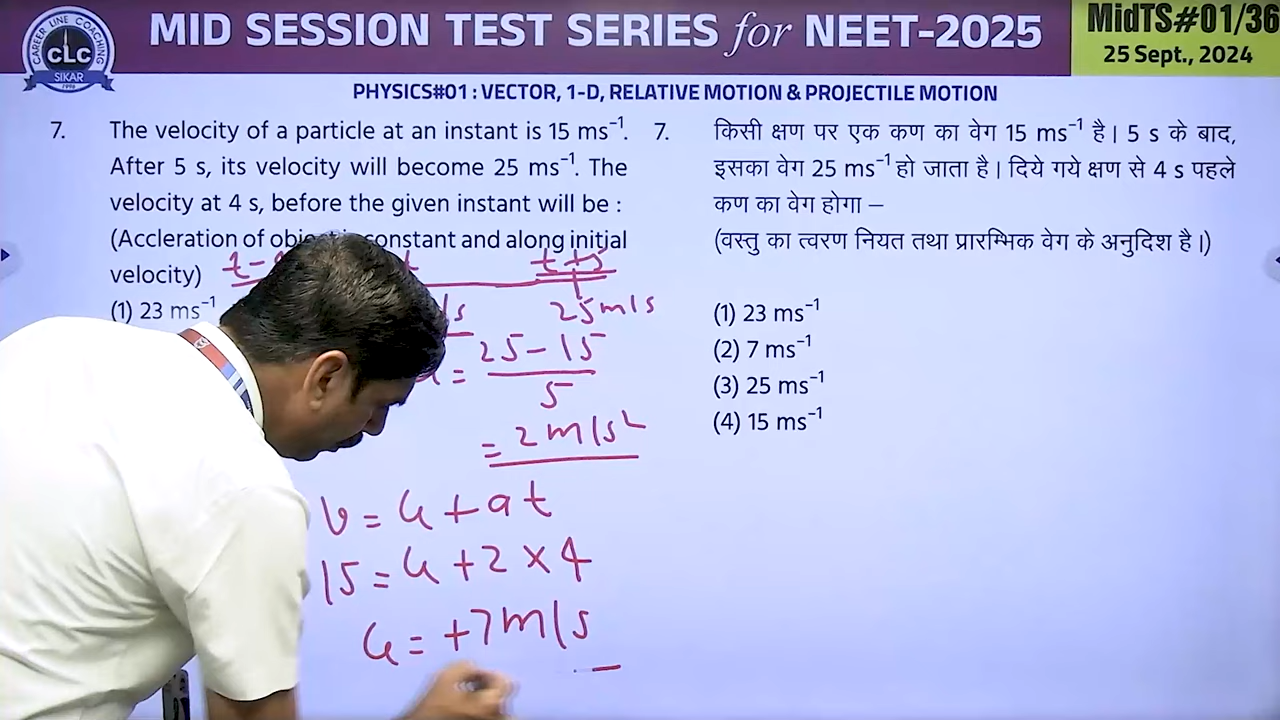 CAREER LINE COACHING
CLC
SIKAR
1996
MID SESSION TEST SERIES for NEET-2025
MidTS#01/36
25 Sept., 2024
PHYSICS#01 : VECTOR, 1-D, RELATIVE MOTION & PROJECTILE MOTION
7. The velocity of a particle at an instant is 15 ms⁻¹.
After 5 s, its velocity will become 25 ms⁻¹. The
velocity at 4 s, before the given instant will be :
(Accleration of constant and along initial
velocity)
(1) 23 ms⁻¹
t+5
25m/s
= 25-15
5
= 2m/s²
v = u + at
15 = u + 2 × 4
u = +7m/s
7. किसी क्षण पर एक कण का वेग 15 ms⁻¹ है। 5 s के बाद,
इसका वेग 25 ms⁻¹ हो जाता है। दिये गये क्षण से 4 s पहले
कण का वेग होगा –
(वस्तु का त्वरण नियत तथा प्रारम्भिक वेग के अनुदिश है।)
(1) 23 ms⁻¹
(2) 7 ms⁻¹
(3) 25 ms⁻¹
(4) 15 ms⁻¹